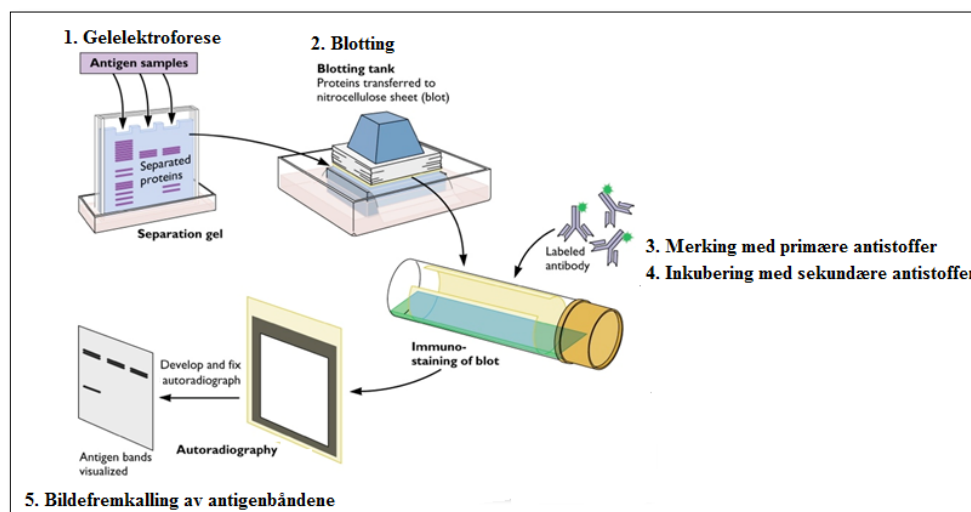 1. Gelelektroforese
Antigen samples
Separated
proteins
Separation gel
2. Blotting
Blotting tank
Proteins transferred to
nitrocellulose sheet (blot)
Labeled
antibody
3. Merking med primære antistoffer
4. Inkubering med sekundære antistoffer
Immuno-
staining of blot
Develop and fix
autoradiograph
Autoradiography
Antigen bands
visualized
5. Bildefremkalling av antigenbåndene